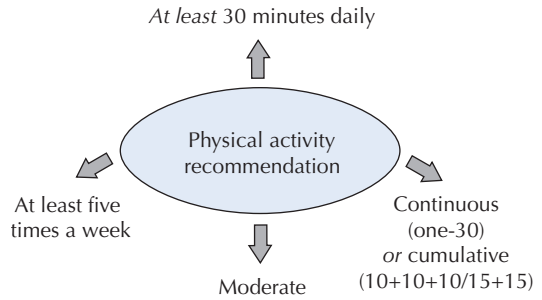 At least 30 minutes daily
Physical activity
recommendation
At least five
times a week
Continuous
(one-30)
or cumulative
(10+10+10/15+15)
Moderate